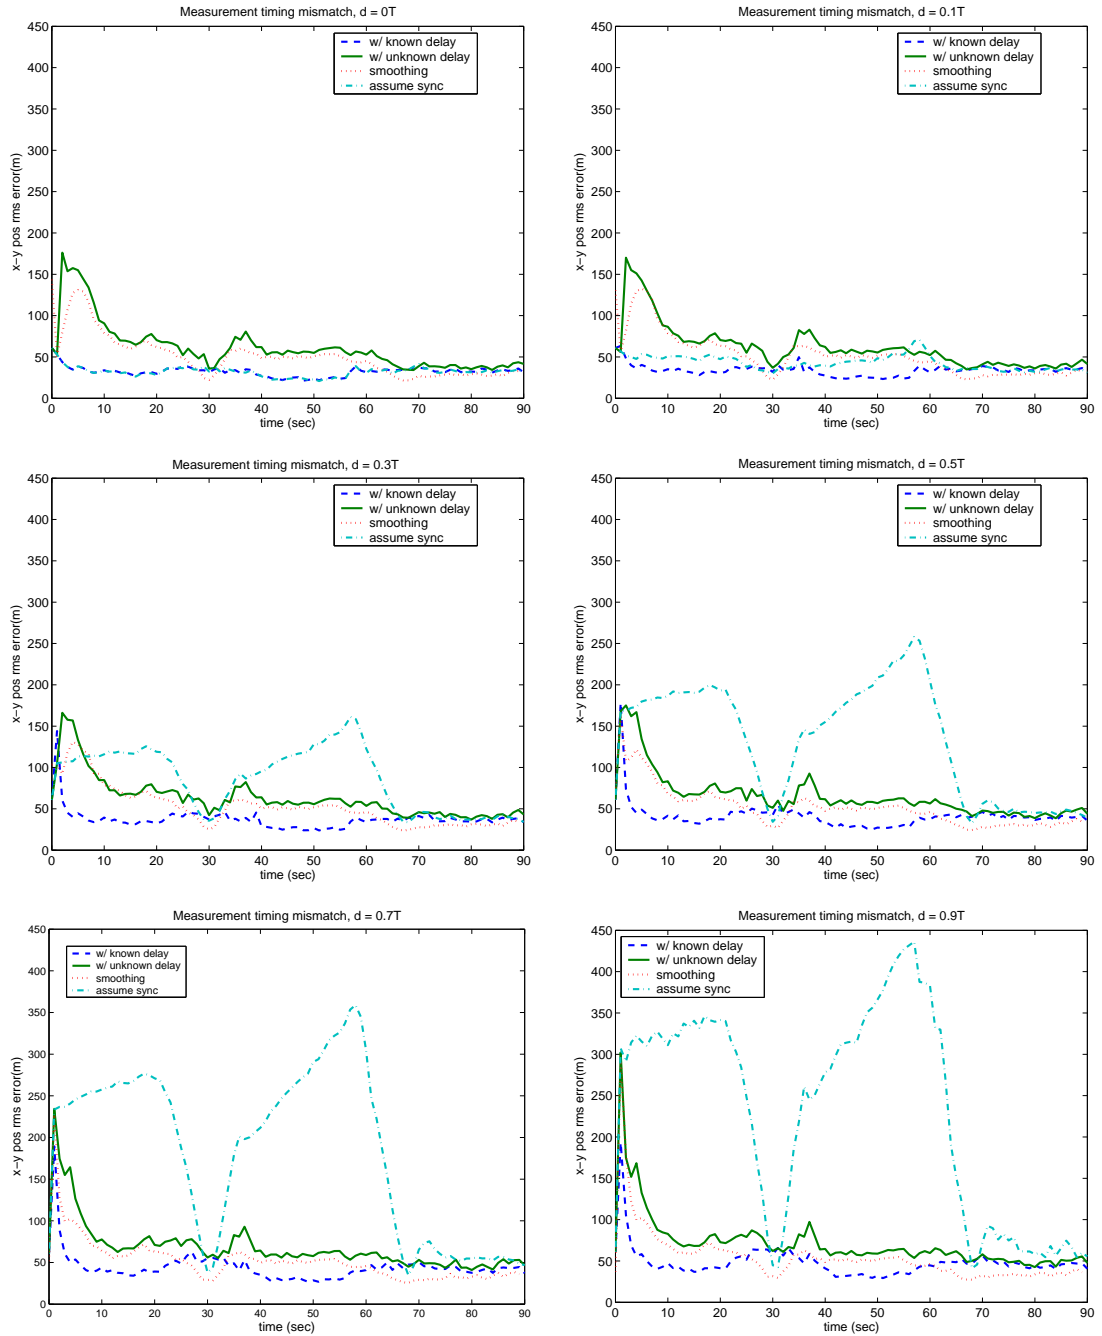 Measurement timing mismatch, d = 0T
x-y pos rms error(m)
450
400
350
300
250
200
150
100
50
0
w/ known delay
w/ unknown delay
smoothing
assume sync
0 10 20 30 40 50 60 70 80 90
time (sec)
Measurement timing mismatch, d = 0.1T
x-y pos rms error(m)
450
400
350
300
250
200
150
100
50
0
w/ known delay
w/ unknown delay
smoothing
assume sync
0 10 20 30 40 50 60 70 80 90
time (sec)
Measurement timing mismatch, d = 0.3T
x-y pos rms error(m)
450
400
350
300
250
200
150
100
50
0
w/ known delay
w/ unknown delay
smoothing
assume sync
0 10 20 30 40 50 60 70 80 90
time (sec)
Measurement timing mismatch, d = 0.5T
x-y pos rms error(m)
450
400
350
300
250
200
150
100
50
0
w/ known delay
w/ unknown delay
smoothing
assume sync
0 10 20 30 40 50 60 70 80 90
time (sec)
Measurement timing mismatch, d = 0.7T
x-y pos rms error(m)
450
400
350
300
250
200
150
100
50
0
w/ known delay
w/ unknown delay
smoothing
assume sync
0 10 20 30 40 50 60 70 80 90
time (sec)
Measurement timing mismatch, d = 0.9T
x-y pos rms error(m)
450
400
350
300
250
200
150
100
50
0
w/ known delay
w/ unknown delay
smoothing
assume sync
0 10 20 30 40 50 60 70 80 90
time (sec)